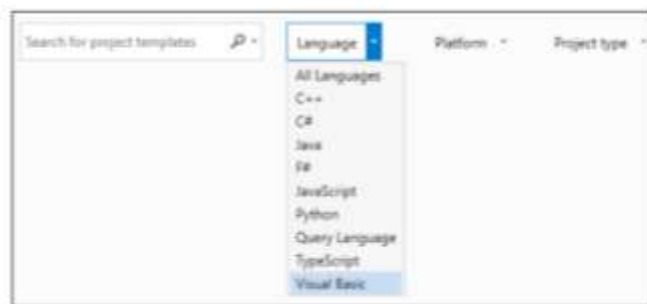 Search for project templates
Language
Platform
Project type
All Languages
C++
C#
Java
F#
JavaScript
Python
Query Language
TypeScript
Visual Basic